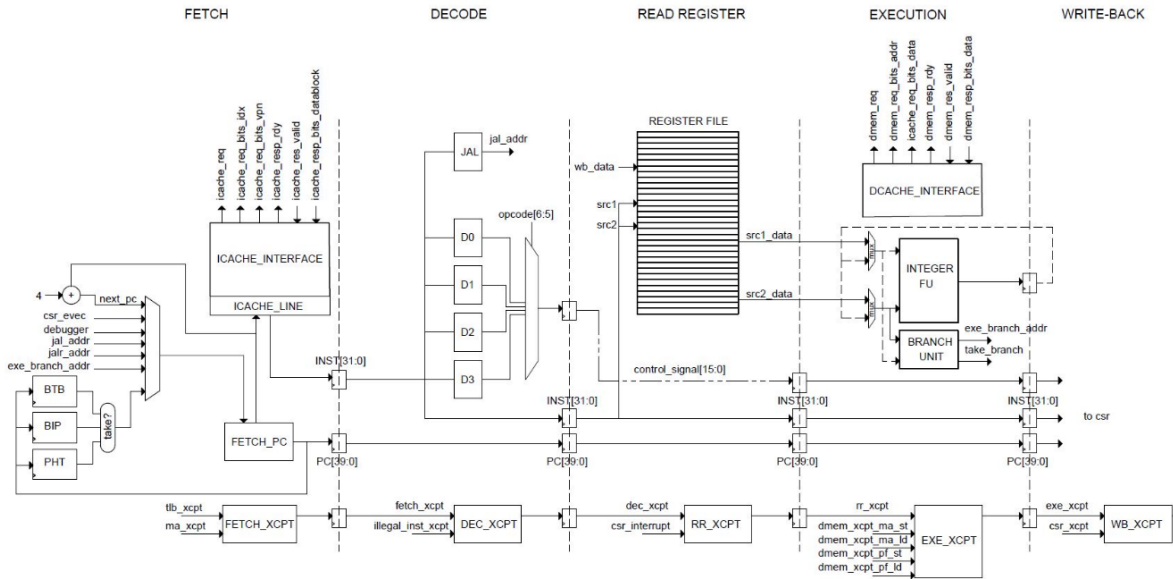 FETCH
DECODE
READ REGISTER
EXECUTION
WRITE-BACK
icache_req
icache_req_bits_idx
icache_req_bits_vpn
icache_resp_rdy
icache_res_valid
icache_resp_bits_datablock
ICACHE_INTERFACE
ICACHE_LINE
4
+
next_pc
csr_evec
debugger
jal_addr
jalr_addr
exe_branch_addr
BTB
BIP
PHT
take?
FETCH_PC
INST[31:0]
PC[39:0]
tlb_xcpt
ma_xcpt
FETCH_XCPT
JAL
jal_addr
opcode[6:5]
D0
D1
D2
D3
INST[31:0]
PC[39:0]
fetch_xcpt
illegal_inst_xcpt
DEC_XCPT
REGISTER FILE
wb_data
src1
src2
src1_data
src2_data
control_signal[15:0]
INST[31:0]
PC[39:0]
dec_xcpt
csr_interrupt
RR_XCPT
dmem_req
dmem_req_bits_addr
icache_req_bits_data
dmem_resp_rdy
dmem_res_valid
dmem_resp_bits_data
DCACHE_INTERFACE
mux
mux
INTEGER
FU
BRANCH
UNIT
exe_branch_addr
take_branch
INST[31:0]
PC[39:0]
rr_xcpt
dmem_xcpt_ma_st
dmem_xcpt_ma_ld
dmem_xcpt_pf_st
dmem_xcpt_pf_ld
EXE_XCPT
to csr
exe_xcpt
csr_xcpt
WB_XCPT